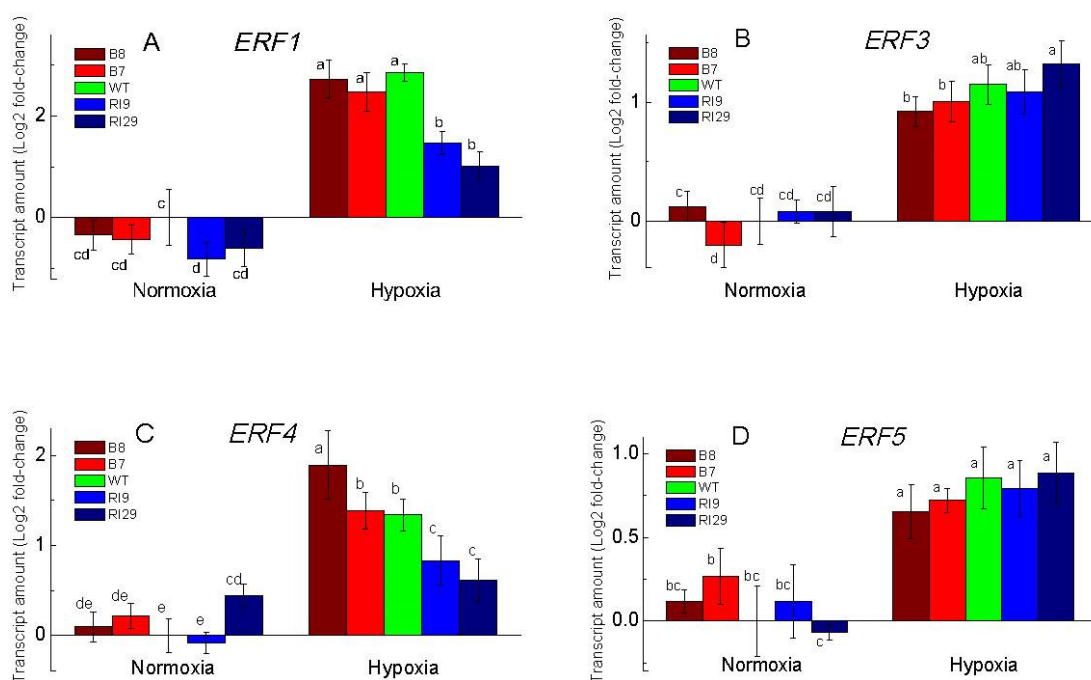 A
ERF1
Transcript amount (Log2 fold-change)
B8
B7
WT
RI9
RI29
2
0
a
a
a
b
b
c
cd
cd
d
cd
Normoxia
Hypoxia
B
ERF3
Transcript amount (Log2 fold-change)
B8
B7
WT
RI9
RI29
1
0
b
b
ab
ab
a
c
cd
cd
cd
d
Normoxia
Hypoxia
C
ERF4
Transcript amount (Log2 fold-change)
B8
B7
WT
RI9
RI29
2
1
0
a
b
b
c
c
de
de
e
e
cd
Normoxia
Hypoxia
D
ERF5
Transcript amount (Log2 fold-change)
B8
B7
WT
RI9
RI29
1.0
0.5
0.0
a
a
a
a
a
bc
b
bc
bc
c
Normoxia
Hypoxia